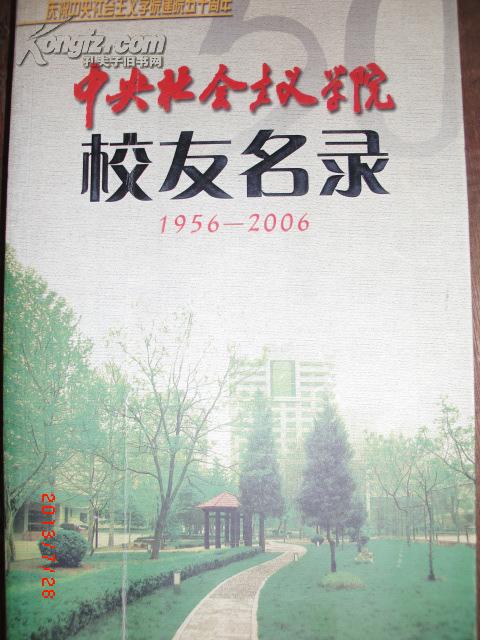 庆祝中央社会主义学院建院五十周年
50
孔夫子旧书网
中央社会主义学院
校友名录
1956—2006
2013/7/28